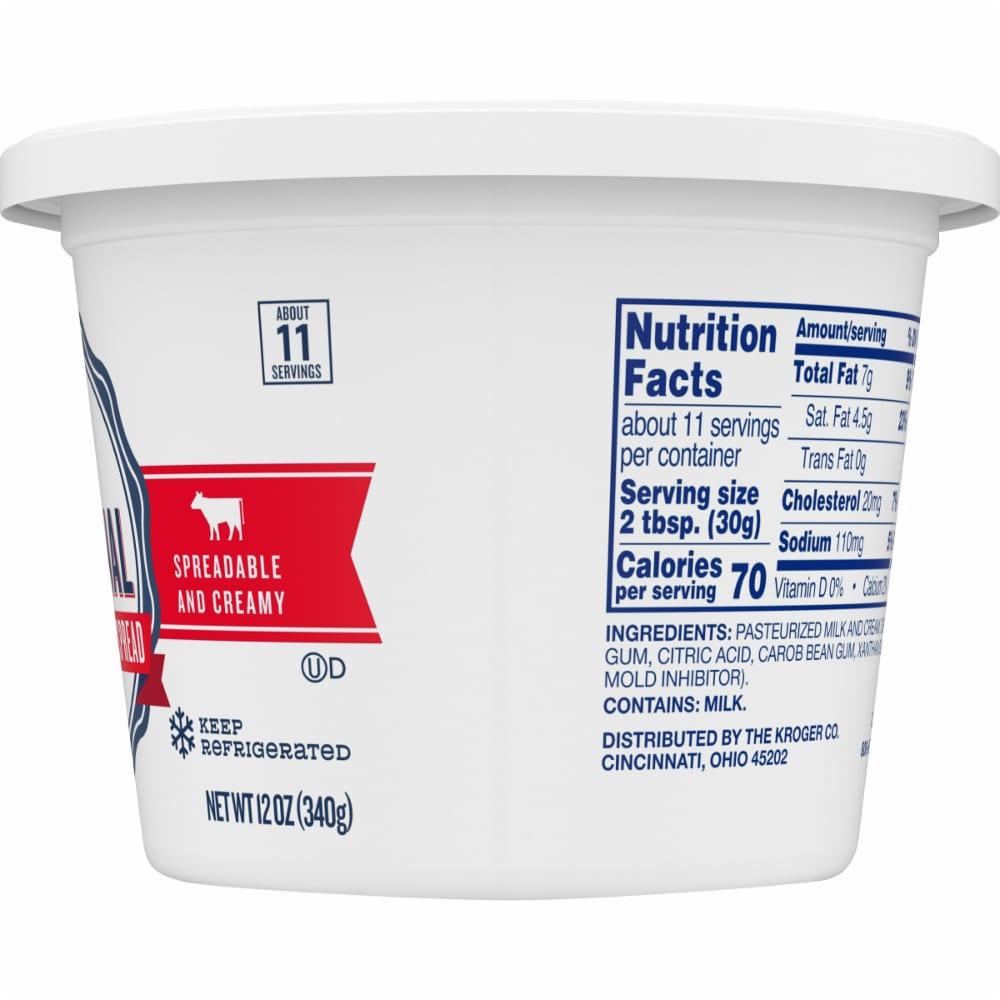 ABOUT
11
SERVINGS
SPREADABLE
AND CREAMY
UD
KEEP
REFRIGERATED
NET WT 12 OZ (340g)
Nutrition
Facts
about 11 servings
per container
Serving size
2 tbsp. (30g)
Calories
per serving 70
Amount/serving
Total Fat 7g
Sat. Fat 4.5g
Trans Fat 0g
Cholesterol 20mg
Sodium 110mg
Vitamin D 0% •
INGREDIENTS: PASTEURIZED MILK AND CREAM
GUM, CITRIC ACID, CAROB BEAN GUM,
MOLD INHIBITOR).
CONTAINS: MILK.
DISTRIBUTED BY THE KROGER CO.
CINCINNATI, OHIO 45202